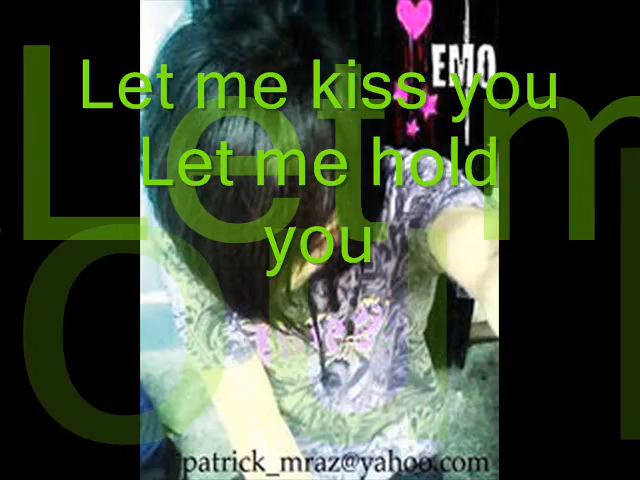 EMO
Let me kiss you
Let me hold
you
patrick_mraz@yahoo.com